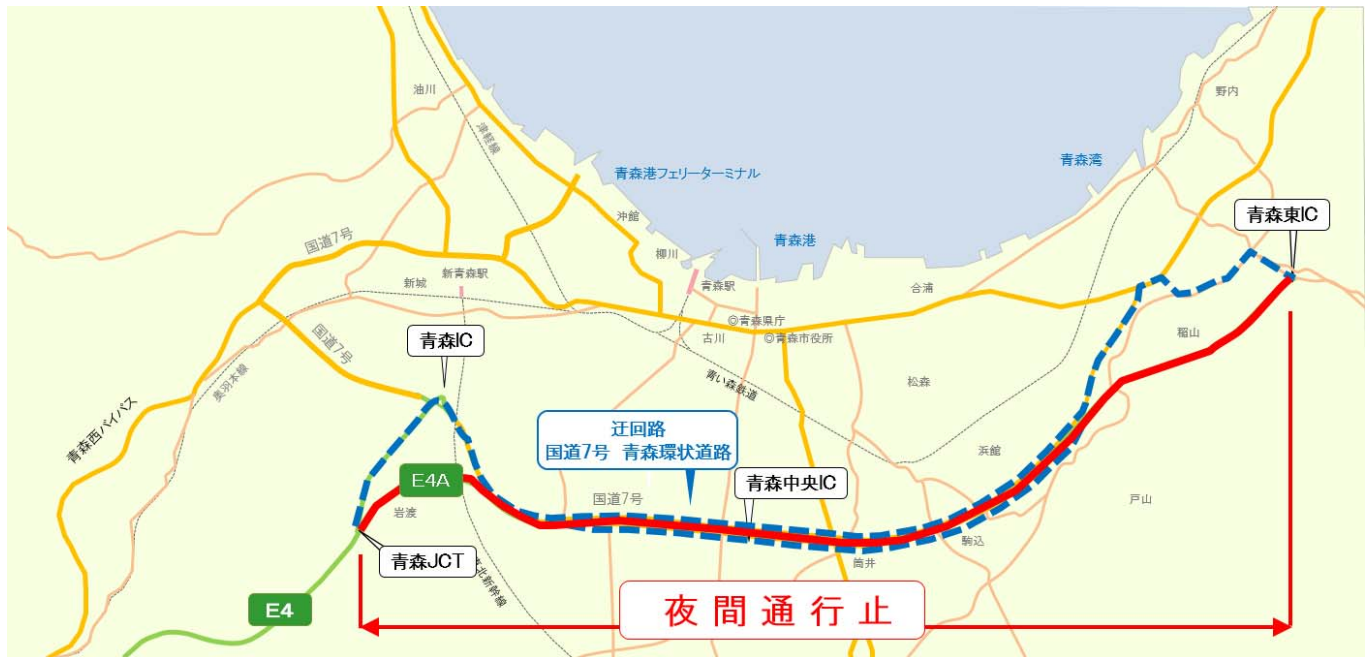 油川
野内
津軽線
青森湾
青森港フェリーターミナル
沖館
青森東IC
国道7号
柳川
青森港
新青森駅
新城
青森駅
合浦
◎青森県庁
稲山
国道7号
青森IC
古川
◎青森市役所
奥羽本線
青い森鉄道
松森
青森西バイパス
迂回路
国道7号 青森環状道路
浜館
E4A
青森中央IC
国道7号
戸山
岩渡
駒込
青森JCT
筒井
東北新幹線
E4
夜間通行止